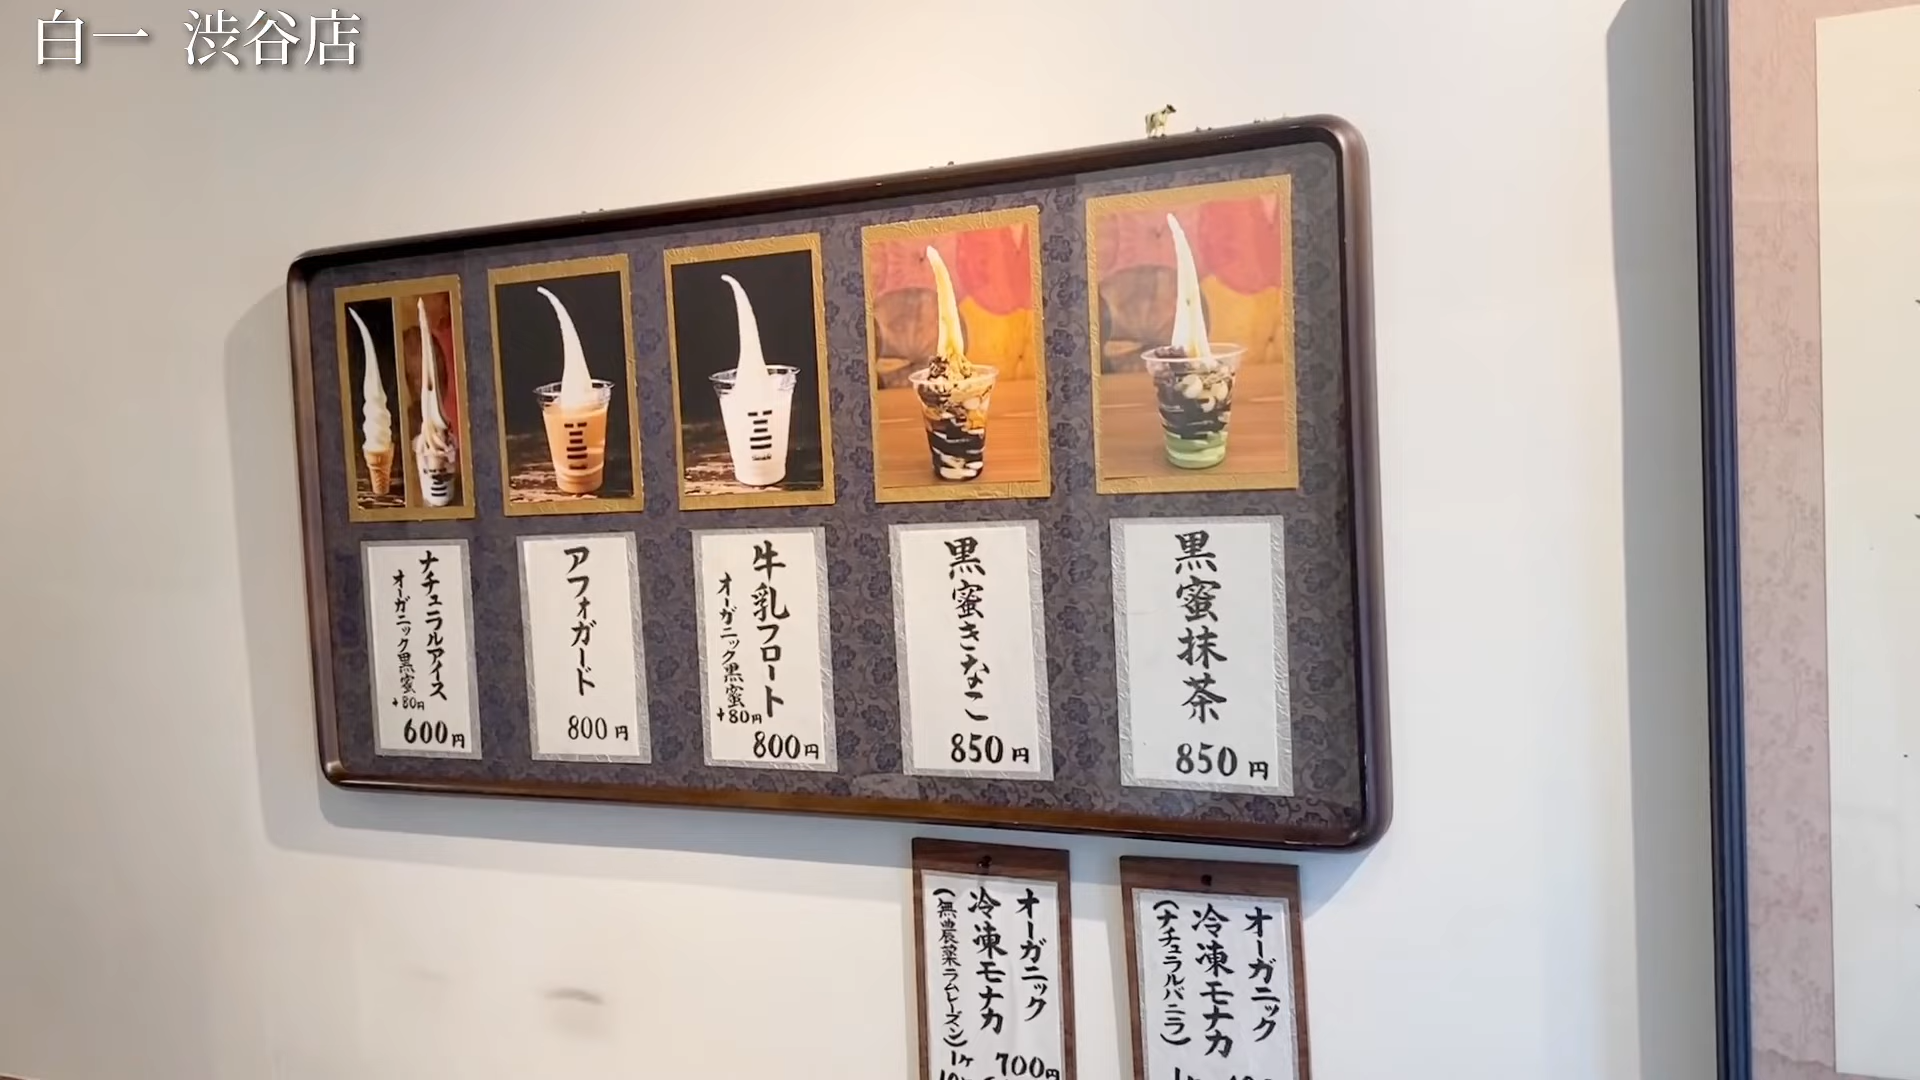 白一 渋谷店
ナチュラルアイス
オーガニック黒蜜
+80円
600円
アフォガード
800円
牛乳フロート
オーガニック黒蜜
+80円
800円
黒蜜きなこ
850円
黒蜜抹茶
850円
オーガニック
冷凍モナカ
(無農薬ラムレーズン)
1ヶ 700円
オーガニック
冷凍モナカ
(ナチュラルバニラ)